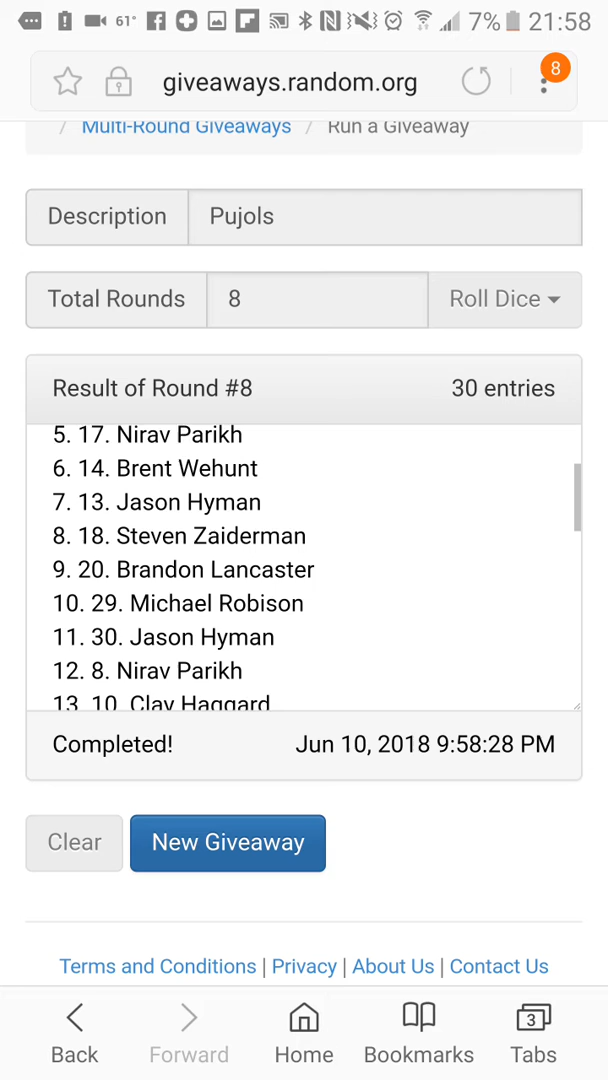 61° 7% 21:58
giveaways.random.org
8
/ Multi-Round Giveaways / Run a Giveaway
Description Pujols
Total Rounds 8 Roll Dice
Result of Round #8 30 entries
5. 17. Nirav Parikh
6. 14. Brent Wehunt
7. 13. Jason Hyman
8. 18. Steven Zaiderman
9. 20. Brandon Lancaster
10. 29. Michael Robison
11. 30. Jason Hyman
12. 8. Nirav Parikh
13. 10. Clay Haggard
Completed! Jun 10, 2018 9:58:28 PM
Clear New Giveaway
Terms and Conditions | Privacy | About Us | Contact Us
3
Back Forward Home Bookmarks Tabs